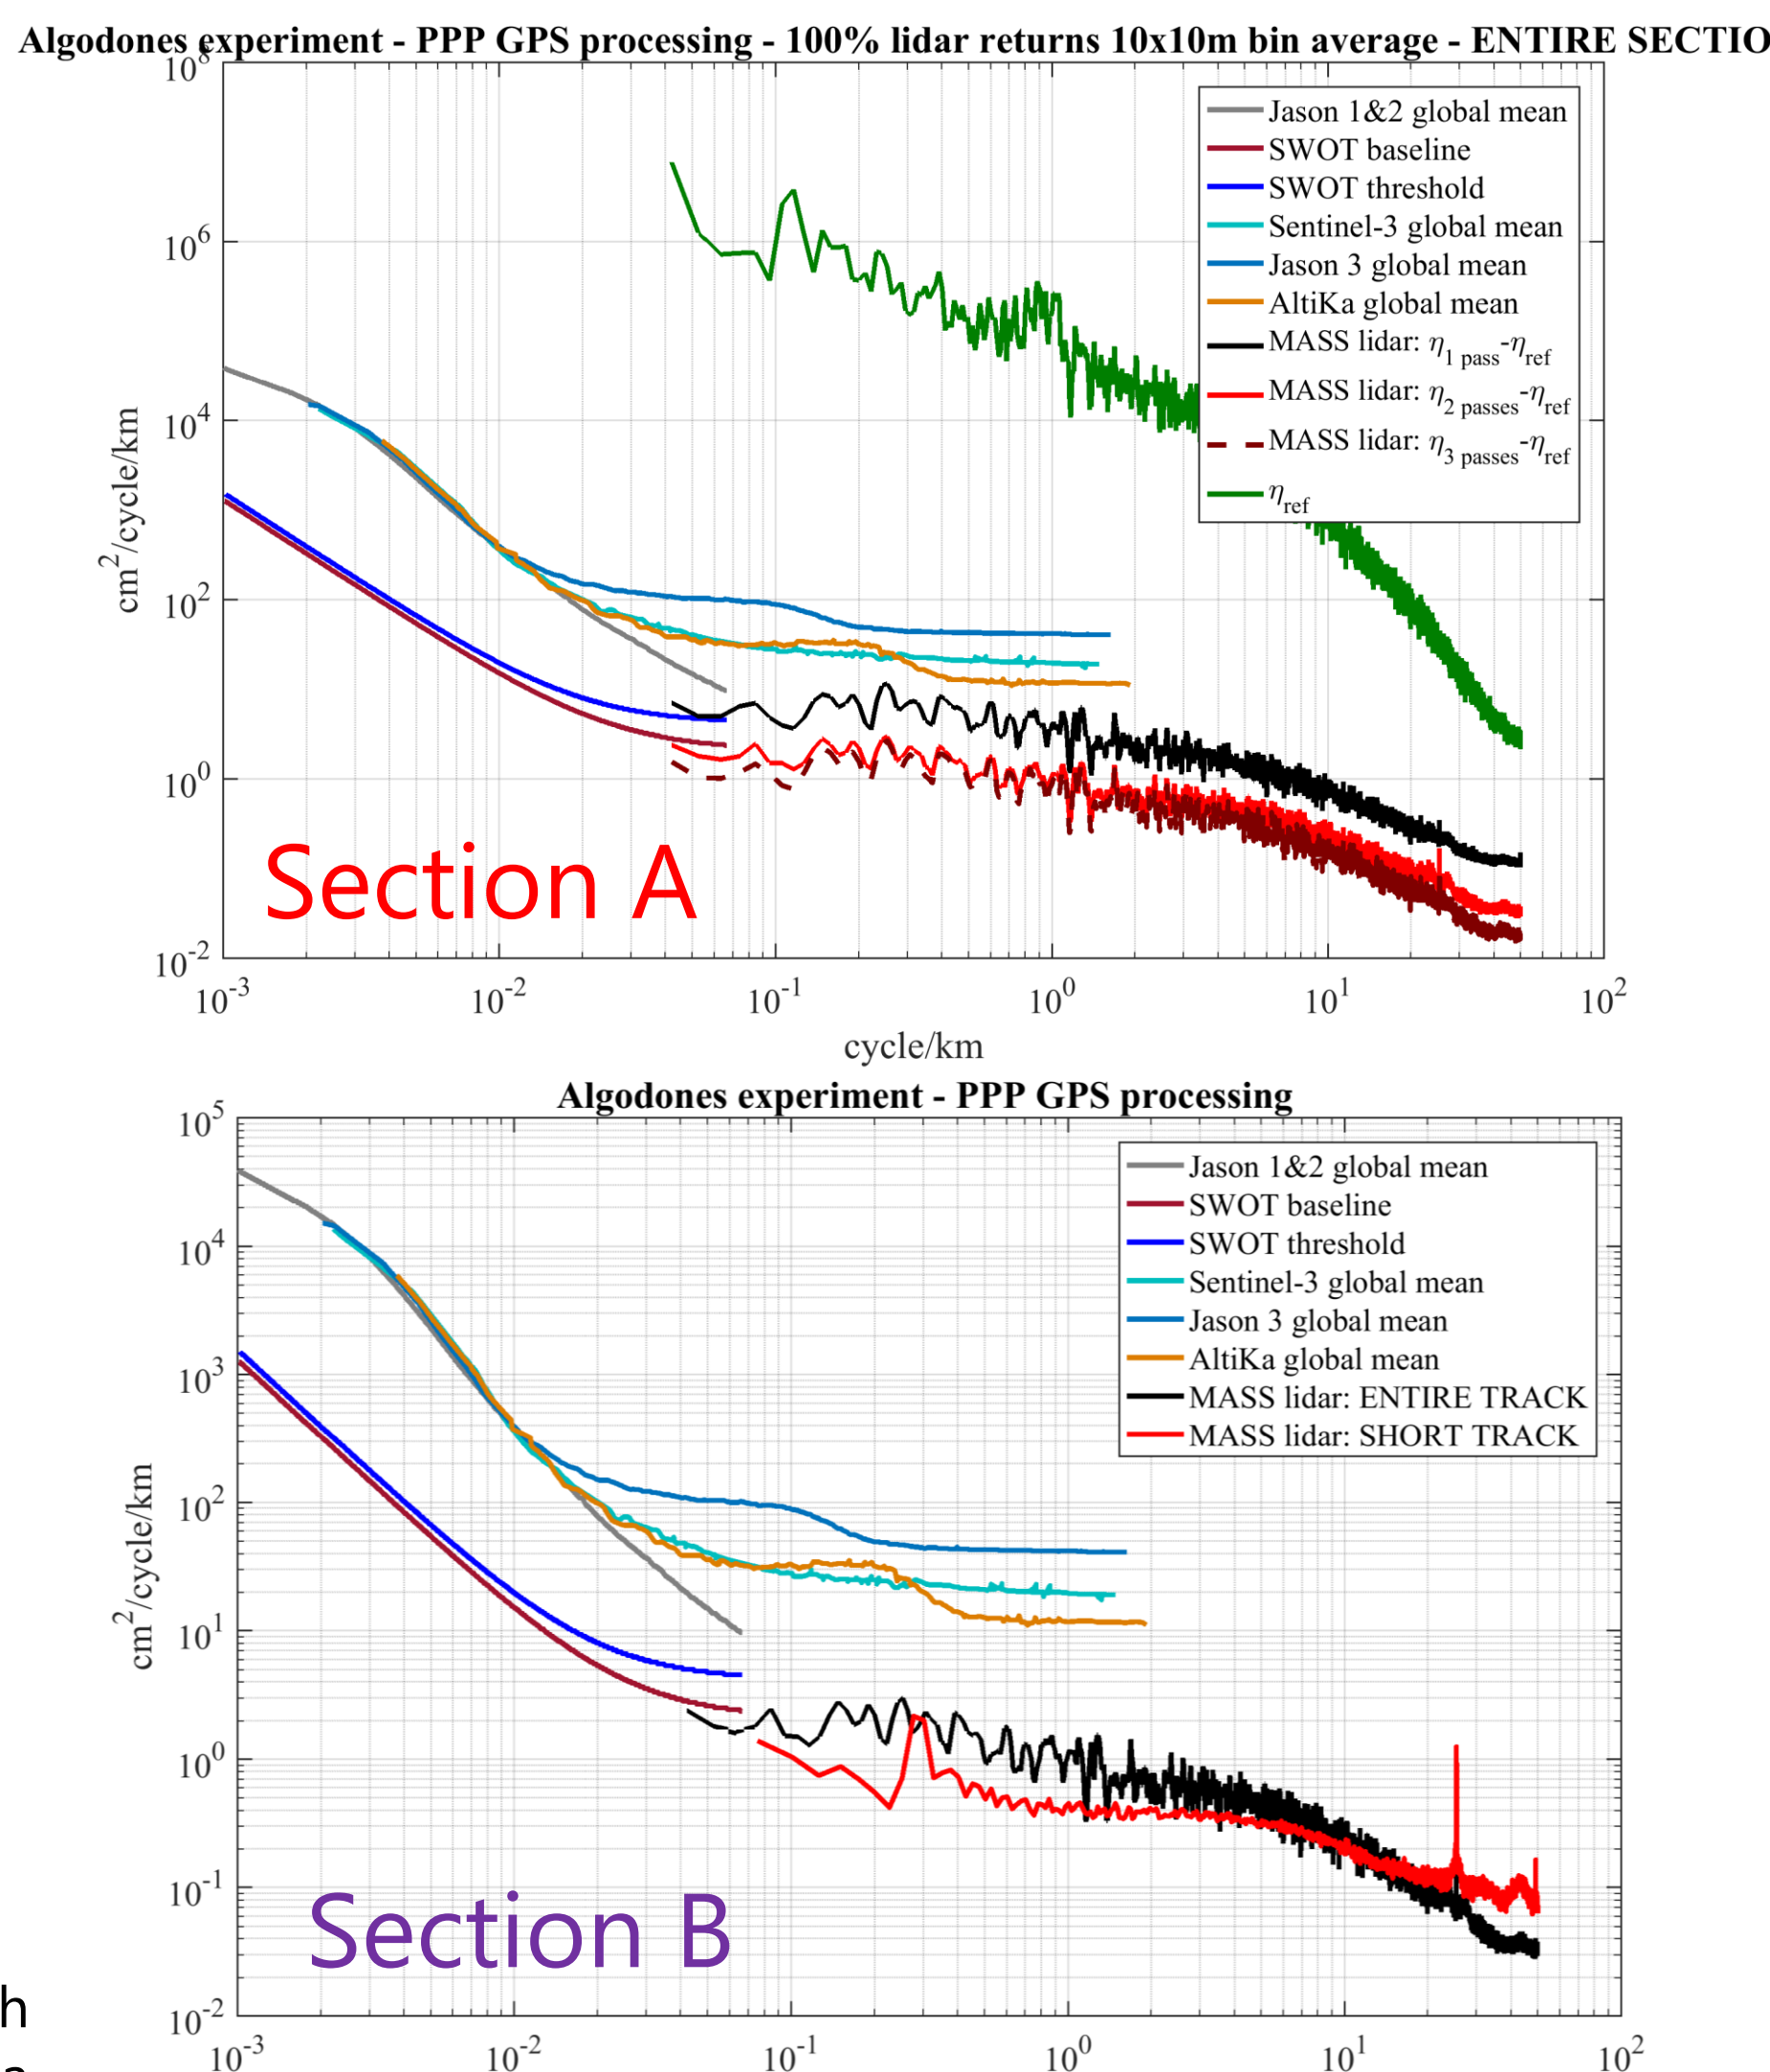 Algodones experiment - PPP GPS processing - 100% lidar returns 10x10m bin average - ENTIRE SECTIO
10^8
10^6
10^4
10^2
10^0
10^-2
cm^2/cycle/km
Jason 1&2 global mean
SWOT baseline
SWOT threshold
Sentinel-3 global mean
Jason 3 global mean
AltiKa global mean
MASS lidar: η_1 pass-η_ref
MASS lidar: η_2 passes-η_ref
MASS lidar: η_3 passes-η_ref
η_ref
Section A
10^-3 10^-2 10^-1 10^0 10^1 10^2
cycle/km
Algodones experiment - PPP GPS processing
10^5
10^4
10^3
10^2
10^1
10^0
10^-1
10^-2
cm^2/cycle/km
Jason 1&2 global mean
SWOT baseline
SWOT threshold
Sentinel-3 global mean
Jason 3 global mean
AltiKa global mean
MASS lidar: ENTIRE TRACK
MASS lidar: SHORT TRACK
Section B
h
10^-3 10^-2 10^-1 10^0 10^1 10^2